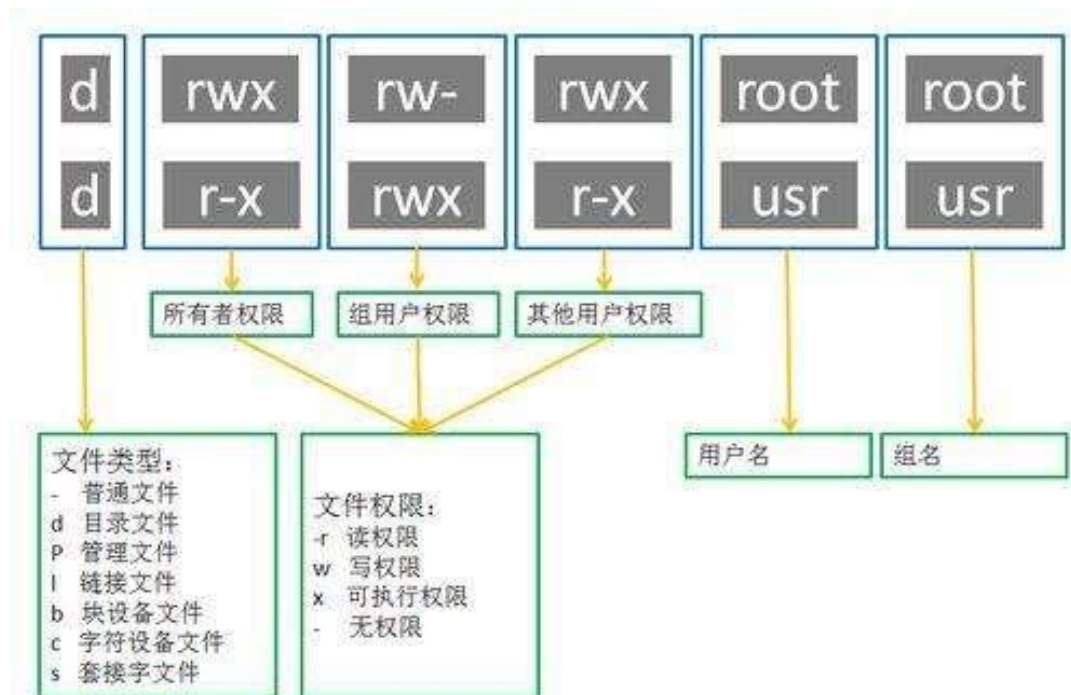 d rwx rw- rwx root root
d r-x rwx r-x usr usr
所有者权限 组用户权限 其他用户权限
文件类型：
- 普通文件
d 目录文件
P 管理文件
l 链接文件
b 块设备文件
c 字符设备文件
s 套接字文件
文件权限：
-r 读权限
w 写权限
x 可执行权限
- 无权限
用户名
组名